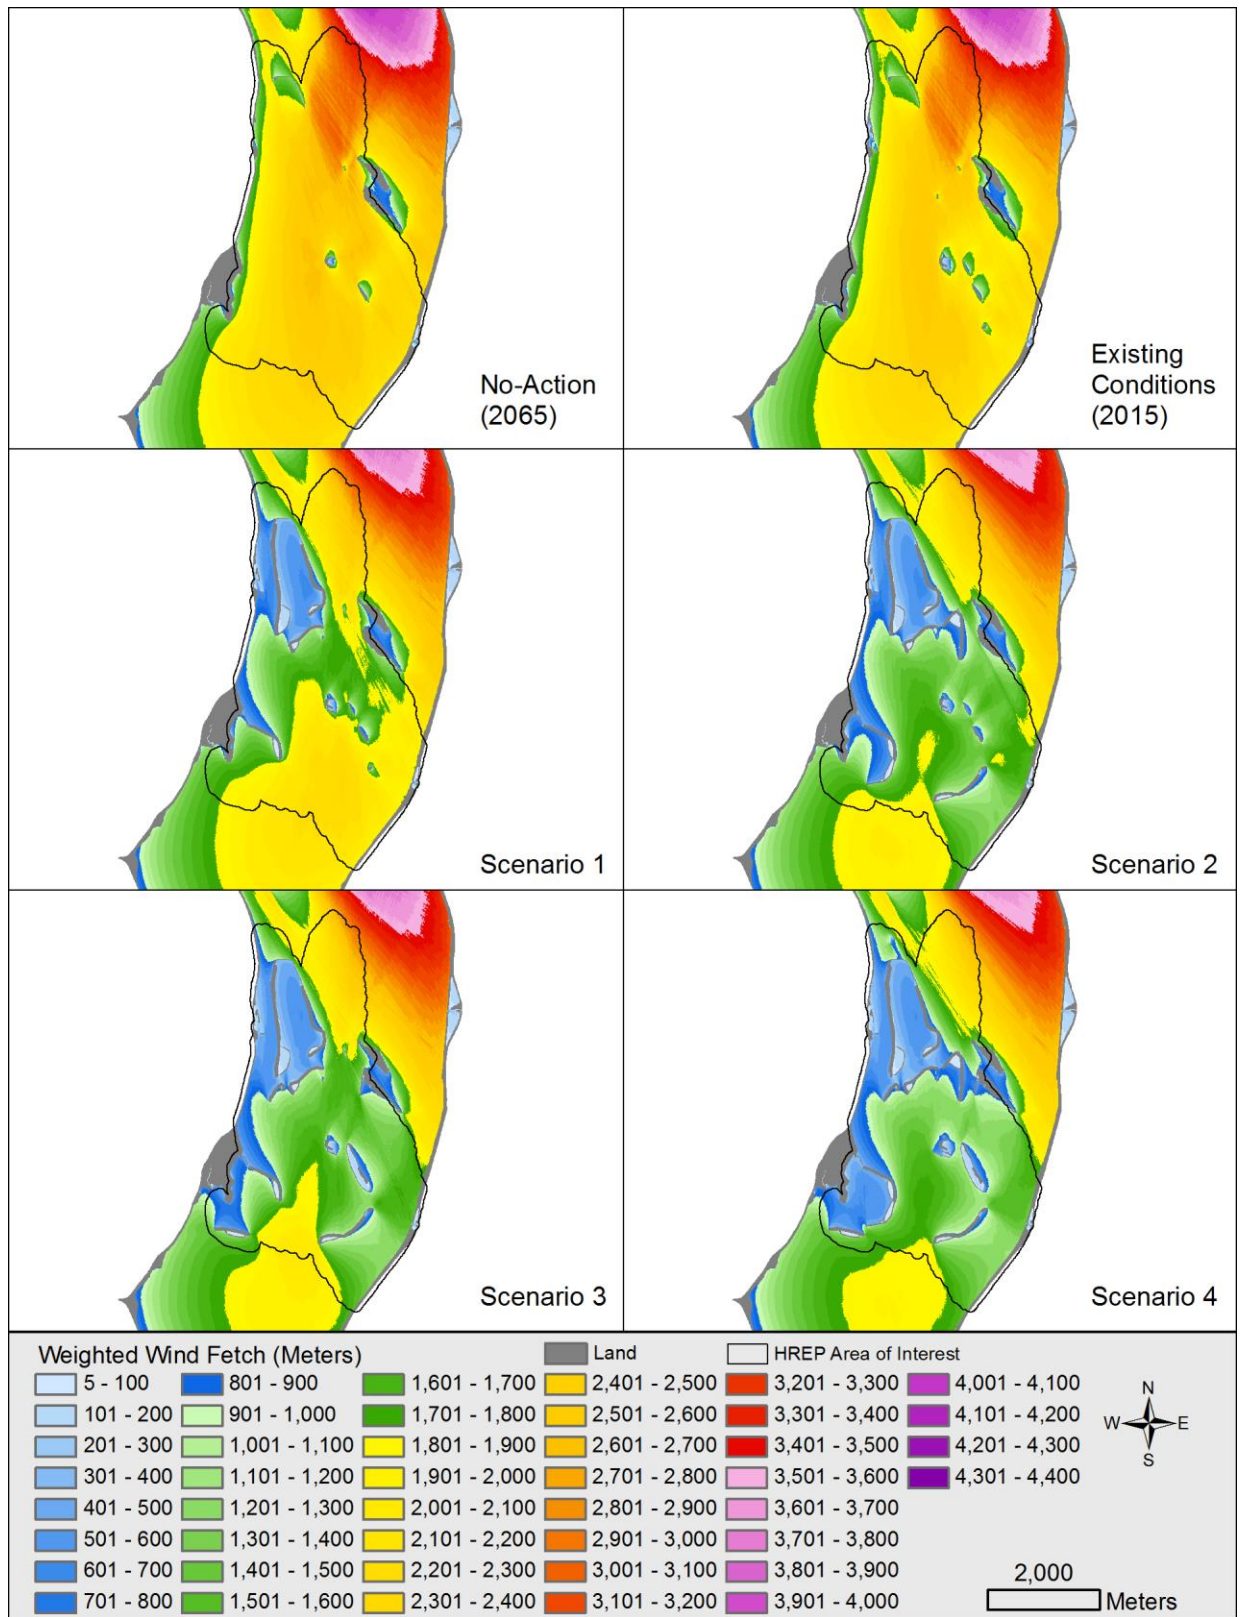 No-Action
(2065)
Existing
Conditions
(2015)
Scenario 1
Scenario 2
Scenario 3
Scenario 4
Weighted Wind Fetch (Meters)
Land
HREP Area of Interest
5 - 100
801 - 900
1,601 - 1,700
2,401 - 2,500
3,201 - 3,300
4,001 - 4,100
101 - 200
901 - 1,000
1,701 - 1,800
2,501 - 2,600
3,301 - 3,400
4,101 - 4,200
201 - 300
1,001 - 1,100
1,801 - 1,900
2,601 - 2,700
3,401 - 3,500
4,201 - 4,300
301 - 400
1,101 - 1,200
1,901 - 2,000
2,701 - 2,800
3,501 - 3,600
4,301 - 4,400
401 - 500
1,201 - 1,300
2,001 - 2,100
2,801 - 2,900
3,601 - 3,700
501 - 600
1,301 - 1,400
2,101 - 2,200
2,901 - 3,000
3,701 - 3,800
601 - 700
1,401 - 1,500
2,201 - 2,300
3,001 - 3,100
3,801 - 3,900
701 - 800
1,501 - 1,600
2,301 - 2,400
3,101 - 3,200
3,901 - 4,000
N
W
E
S
2,000
Meters